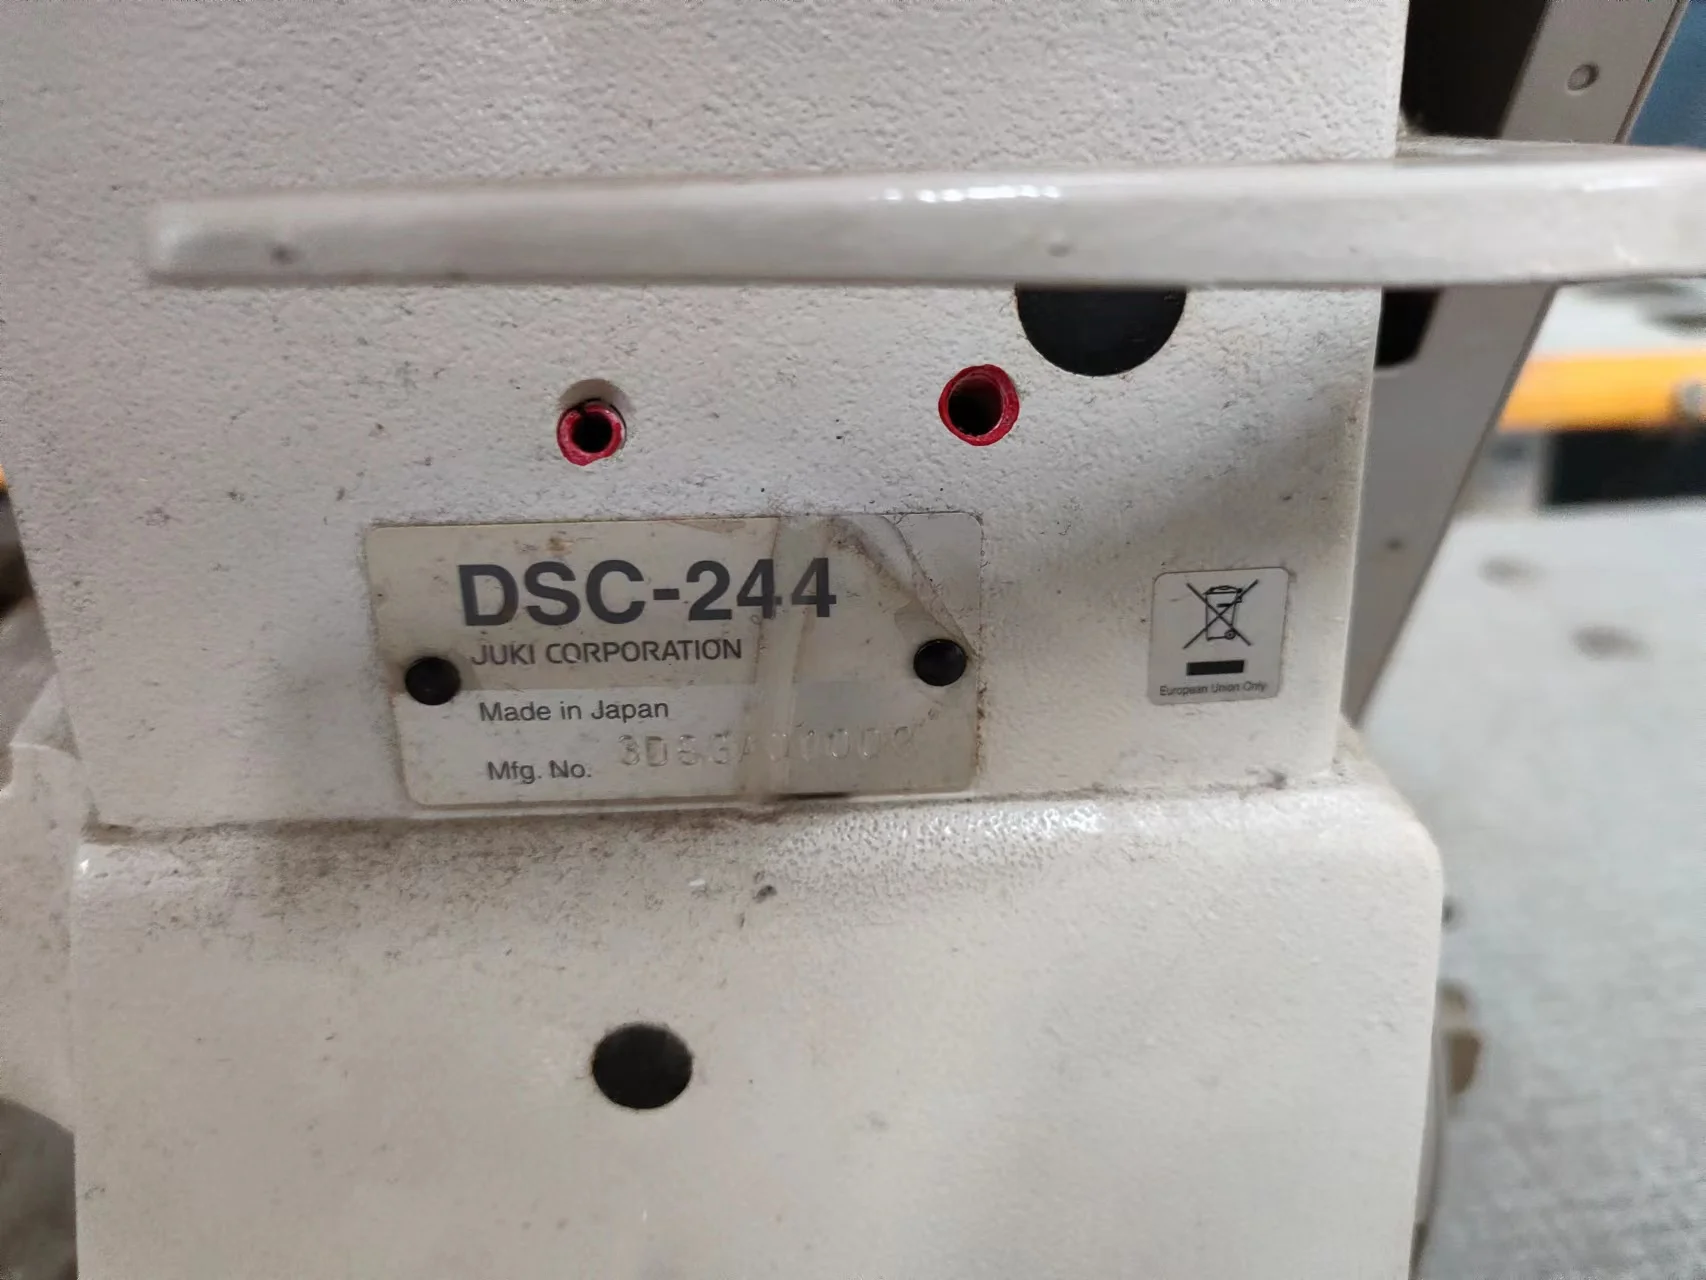 DSC-244
JUKI CORPORATION
Made in Japan
Mfg. No.
European Union Only